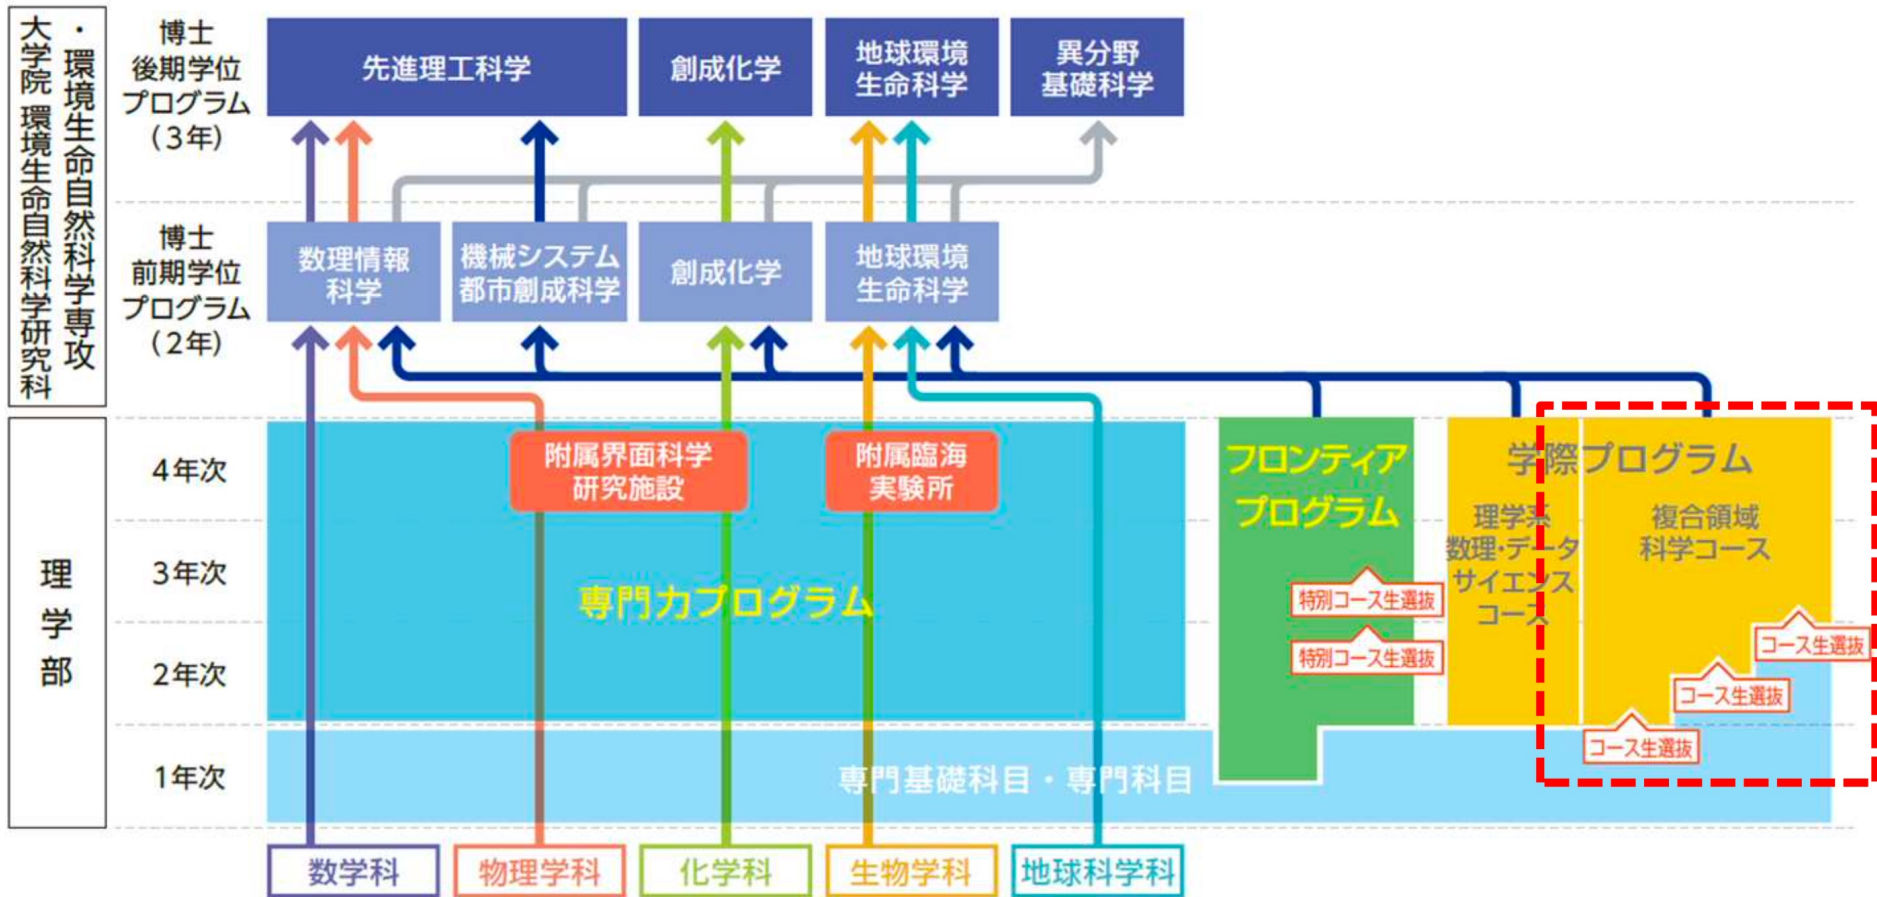 大学院 環境生命自然科学研究科
・環境生命自然科学専攻
博士
後期学位
プログラム
(3年)
先進理工科学
創成化学
地球環境
生命科学
異分野
基礎科学
博士
前期学位
プログラム
(2年)
数理情報
科学
機械システム
都市創成科学
創成化学
地球環境
生命科学
理学部
4年次
3年次
2年次
1年次
附属界面科学
研究施設
附属臨海
実験所
専門力プログラム
フロンティア
プログラム
特別コース生選抜
特別コース生選抜
学際プログラム
理学系
数理・データ
サイエンス
コース
複合領域
科学コース
コース生選抜
コース生選抜
コース生選抜
専門基礎科目・専門科目
数学科
物理学科
化学科
生物学科
地球科学科